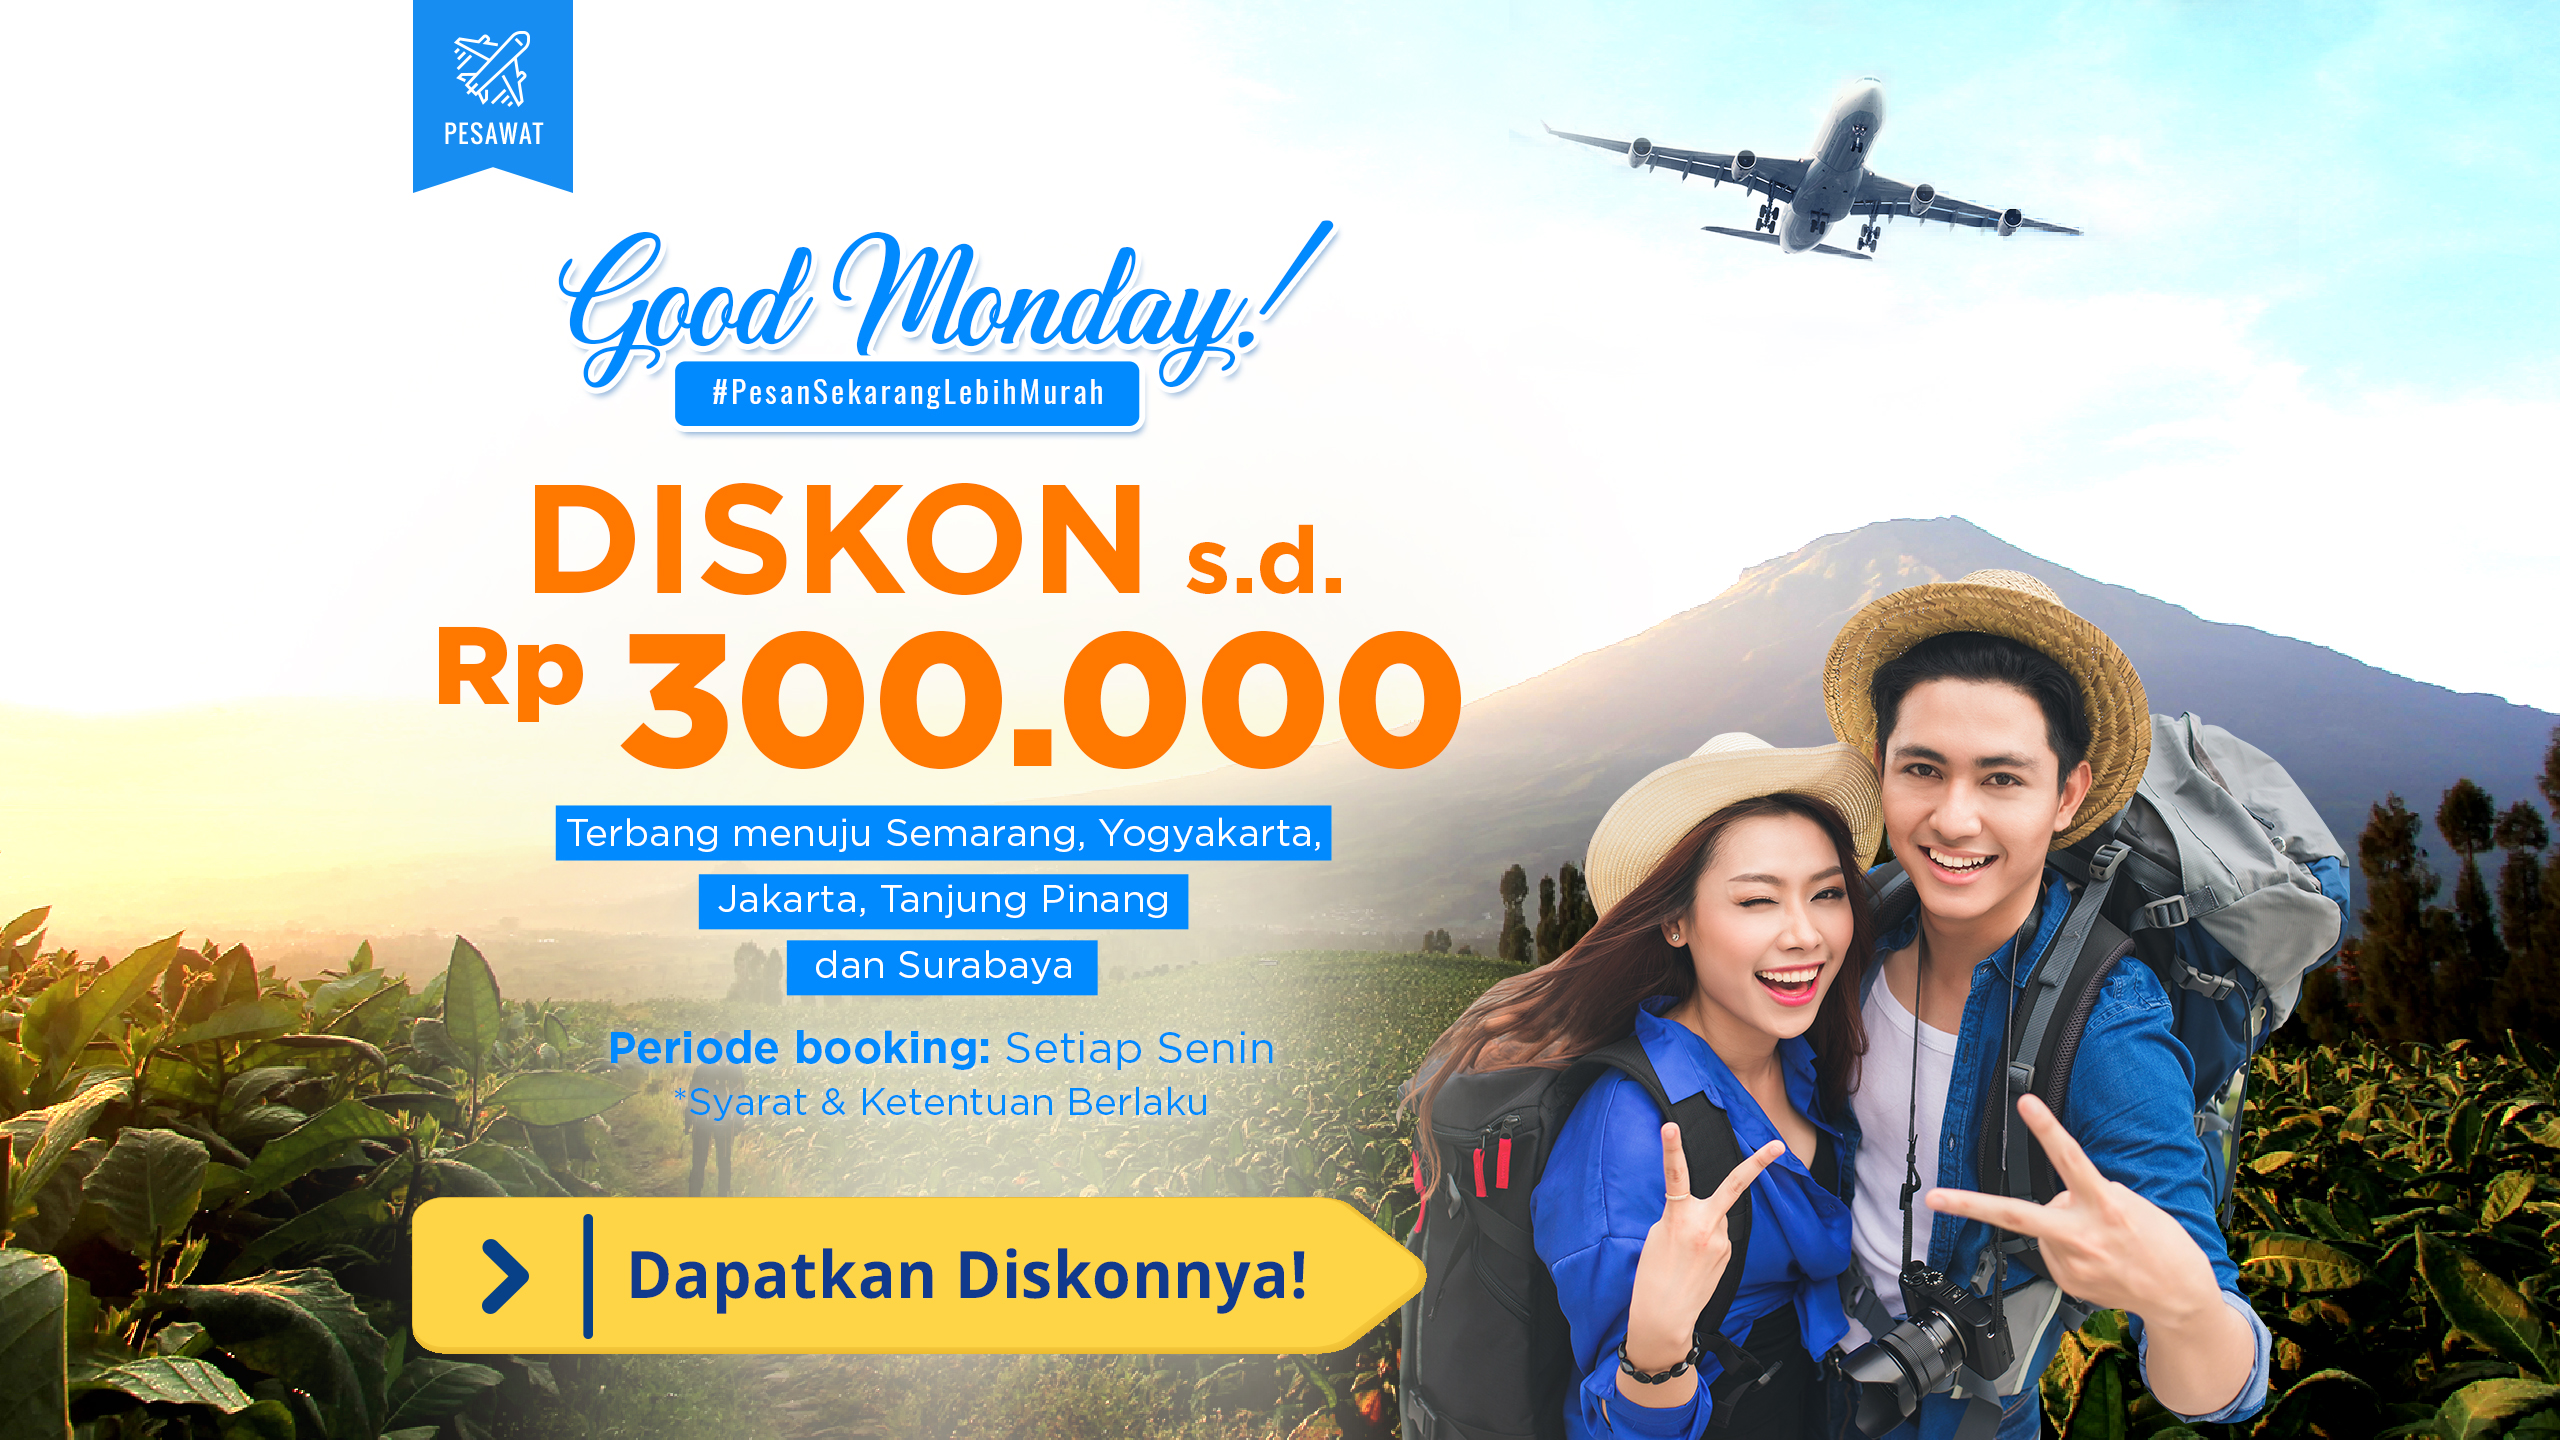 PESAWAT
Good Monday!
#PesanSekarangLebihMurah
DISKON s.d.
Rp 300.000
Terbang menuju Semarang, Yogyakarta,
Jakarta, Tanjung Pinang
dan Surabaya
Periode booking: Setiap Senin
*Syarat & Ketentuan Berlaku
Dapatkan Diskonnya!